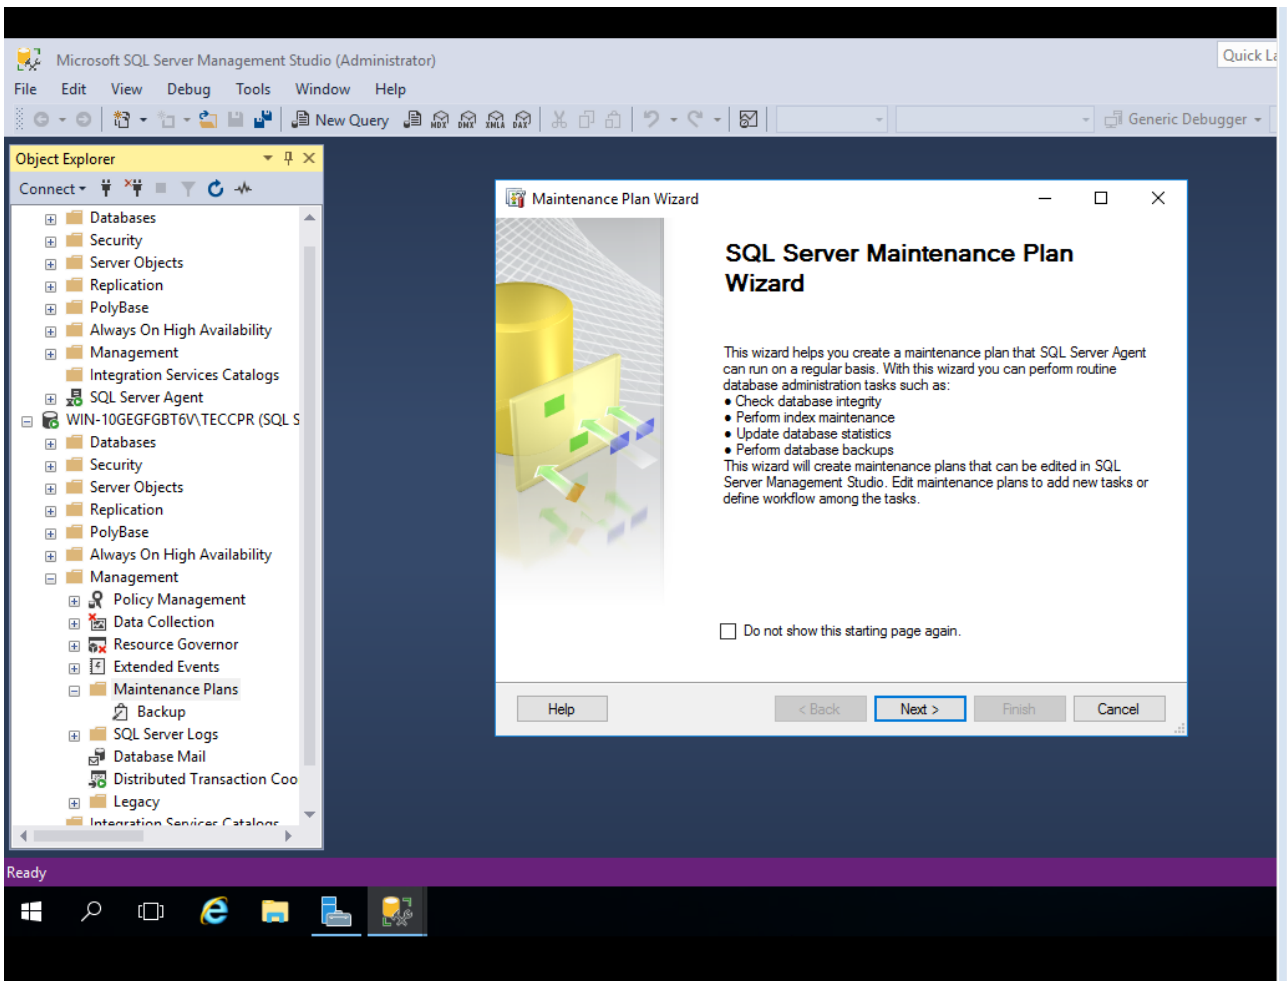 Microsoft SQL Server Management Studio (Administrator)
Quick La
File Edit View Debug Tools Window Help
New Query MDX DMX XMLA DAX Generic Debugger
Object Explorer
Connect
Databases
Security
Server Objects
Replication
PolyBase
Always On High Availability
Management
Integration Services Catalogs
SQL Server Agent
WIN-10GEGFGBT6V\TECCPR (SQL S
Databases
Security
Server Objects
Replication
PolyBase
Always On High Availability
Management
Policy Management
Data Collection
Resource Governor
Extended Events
Maintenance Plans
Backup
SQL Server Logs
Database Mail
Distributed Transaction Coo
Legacy
Integration Services Catalogs
Maintenance Plan Wizard
SQL Server Maintenance Plan
Wizard
This wizard helps you create a maintenance plan that SQL Server Agent
can run on a regular basis. With this wizard you can perform routine
database administration tasks such as:
● Check database integrity
● Perform index maintenance
● Update database statistics
● Perform database backups
This wizard will create maintenance plans that can be edited in SQL
Server Management Studio. Edit maintenance plans to add new tasks or
define workflow among the tasks.
Do not show this starting page again.
Help < Back Next > Finish Cancel
Ready